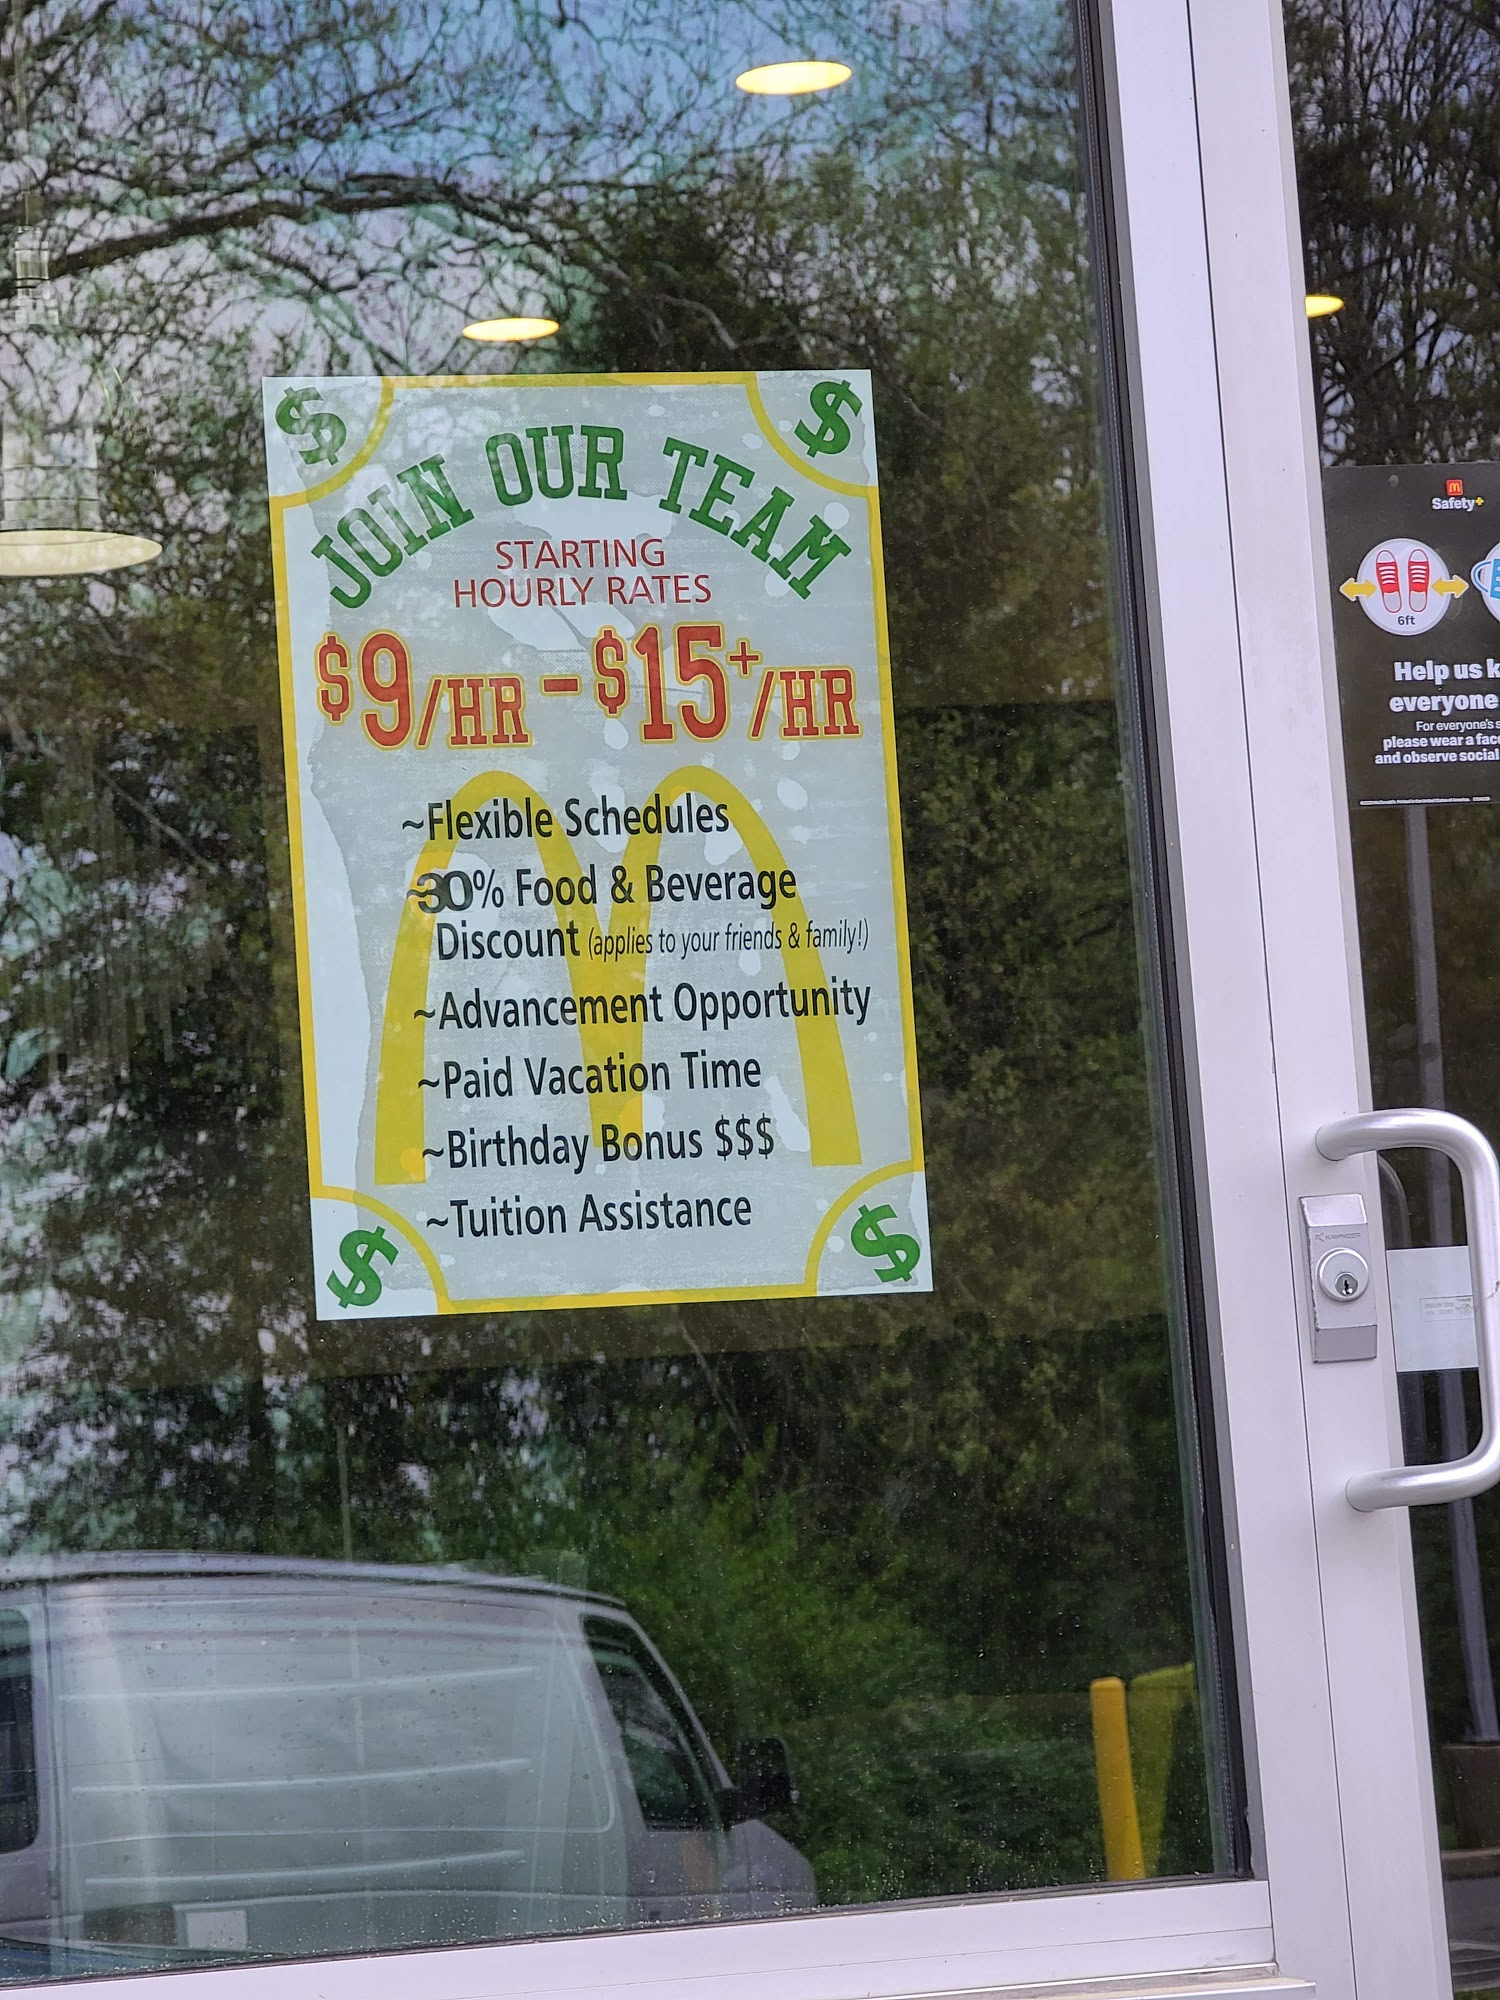 JOIN OUR TEAM
STARTING
HOURLY RATES
$9/HR - $15+/HR
~Flexible Schedules
~30% Food & Beverage
Discount (applies to your friends & family!)
~Advancement Opportunity
~Paid Vacation Time
~Birthday Bonus $$$
~Tuition Assistance
Safety+
6ft
Help us
everyone
For everyone's
please wear a
and observe social
KAWNEER